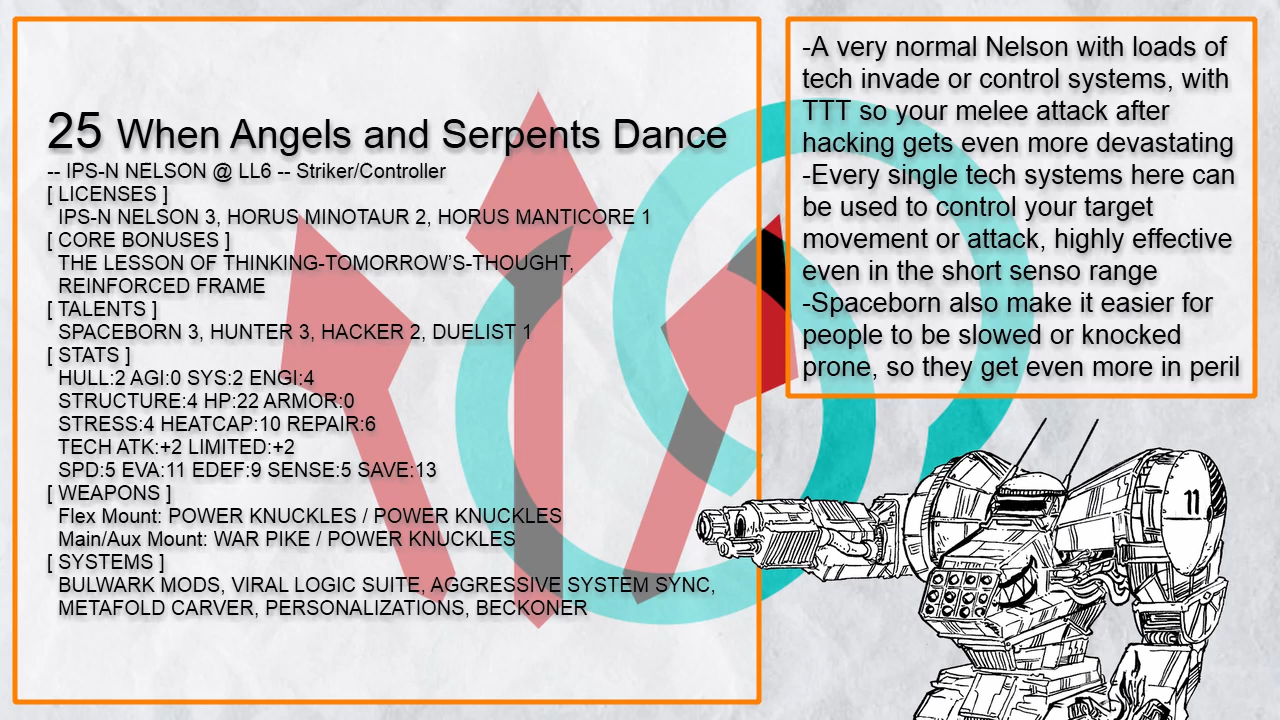 25 When Angels and Serpents Dance
-- IPS-N NELSON @ LL6 -- Striker/Controller
[ LICENSES ]
IPS-N NELSON 3, HORUS MINOTAUR 2, HORUS MANTICORE 1
[ CORE BONUSES ]
THE LESSON OF THINKING-TOMORROW'S-THOUGHT,
REINFORCED FRAME
[ TALENTS ]
SPACEBORN 3, HUNTER 3, HACKER 2, DUELIST 1
[ STATS ]
HULL:2 AGI:0 SYS:2 ENGI:4
STRUCTURE:4 HP:22 ARMOR:0
STRESS:4 HEATCAP:10 REPAIR:6
TECH ATK:+2 LIMITED:+2
SPD:5 EVA:11 EDEF:9 SENSE:5 SAVE:13
[ WEAPONS ]
Flex Mount: POWER KNUCKLES / POWER KNUCKLES
Main/Aux Mount: WAR PIKE / POWER KNUCKLES
[ SYSTEMS ]
BULWARK MODS, VIRAL LOGIC SUITE, AGGRESSIVE SYSTEM SYNC,
METAFOLD CARVER, PERSONALIZATIONS, BECKONER
-A very normal Nelson with loads of
tech invade or control systems, with
TTT so your melee attack after
hacking gets even more devastating
-Every single tech systems here can
be used to control your target
movement or attack, highly effective
even in the short senso range
-Spaceborn also make it easier for
people to be slowed or knocked
prone, so they get even more in peril
11